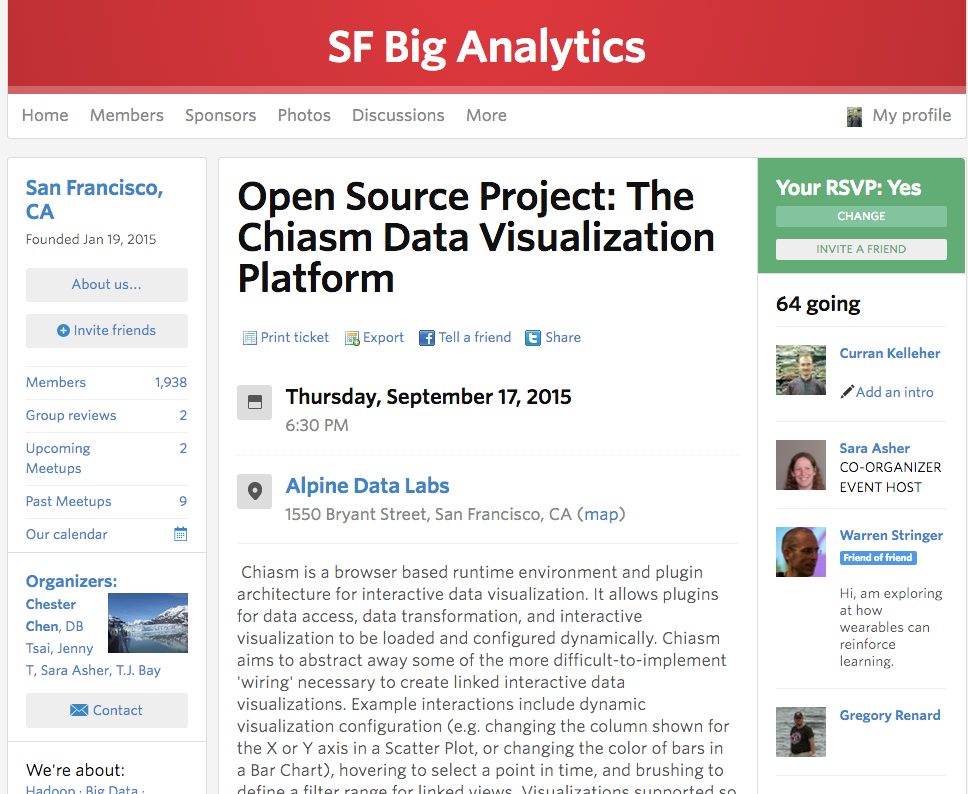 SF Big Analytics
Home Members Sponsors Photos Discussions More My profile
San Francisco,
CA
Founded Jan 19, 2015
About us...
Invite friends
Members 1,938
Group reviews 2
Upcoming 2
Meetups
Past Meetups 9
Our calendar
Organizers:
Chester
Chen, DB
Tsai, Jenny
T, Sara Asher, T.J. Bay
Contact
We're about:
Hadoop · Big Data ·
Open Source Project: The
Chiasm Data Visualization
Platform
Print ticket Export Tell a friend Share
Thursday, September 17, 2015
6:30 PM
Alpine Data Labs
1550 Bryant Street, San Francisco, CA (map)
Chiasm is a browser based runtime environment and plugin
architecture for interactive data visualization. It allows plugins
for data access, data transformation, and interactive
visualization to be loaded and configured dynamically. Chiasm
aims to abstract away some of the more difficult-to-implement
'wiring' necessary to create linked interactive data
visualizations. Example interactions include dynamic
visualization configuration (e.g. changing the column shown for
the X or Y axis in a Scatter Plot, or changing the color of bars in
a Bar Chart), hovering to select a point in time, and brushing to
define a filter range for linked views. Visualizations supported so
Your RSVP: Yes
CHANGE
INVITE A FRIEND
64 going
Curran Kelleher
Add an intro
Sara Asher
CO-ORGANIZER
EVENT HOST
Warren Stringer
Friend of friend
Hi, am exploring
at how
wearables can
reinforce
learning.
Gregory Renard